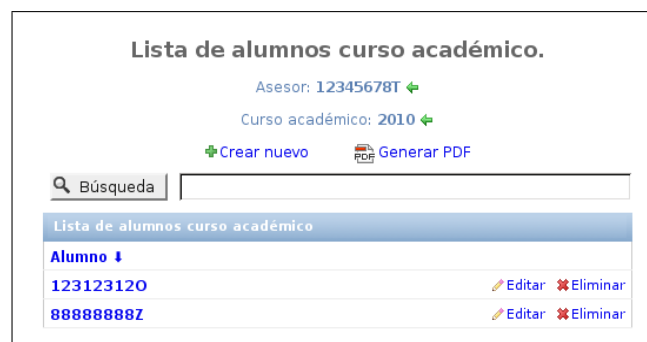 Lista de alumnos curso académico.
Asesor: 12345678T
Curso académico: 2010
Crear nuevo PDF Generar PDF
Búsqueda
Lista de alumnos curso académico
Alumno
12312312O Editar Eliminar
88888888Z Editar Eliminar